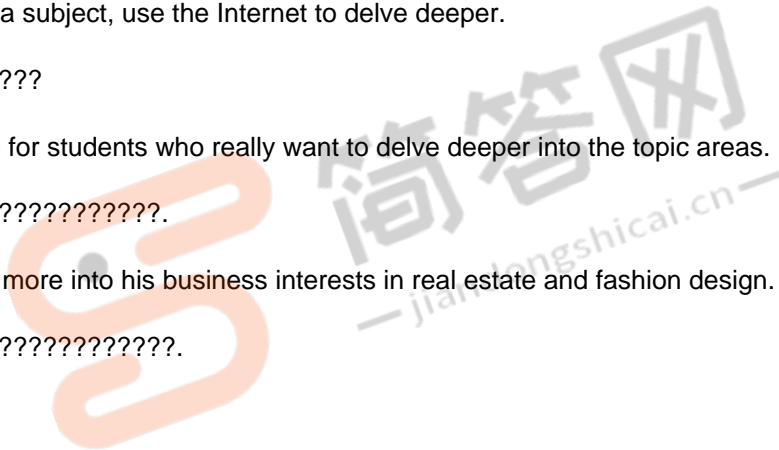 a subject, use the Internet to delve deeper.
???
for students who really want to delve deeper into the topic areas.
???????????.
more into his business interests in real estate and fashion design.
????????????.
简答网
jiandongshicai.cn